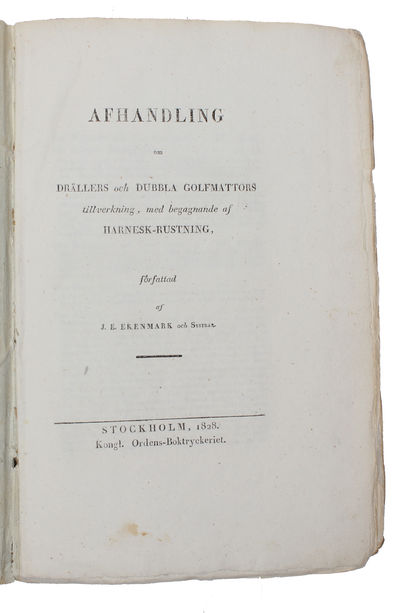 AFHANDLING
om
DRÄLLERS och DUBBLA GOLFMATTORS
tillverkning, med begagnande af
HARNESK-RUSTNING,
författad
af
J. E. EKENMARK och SYSTRAR.
STOCKHOLM, 1828.
Kongl. Ordens-Boktryckeriet.